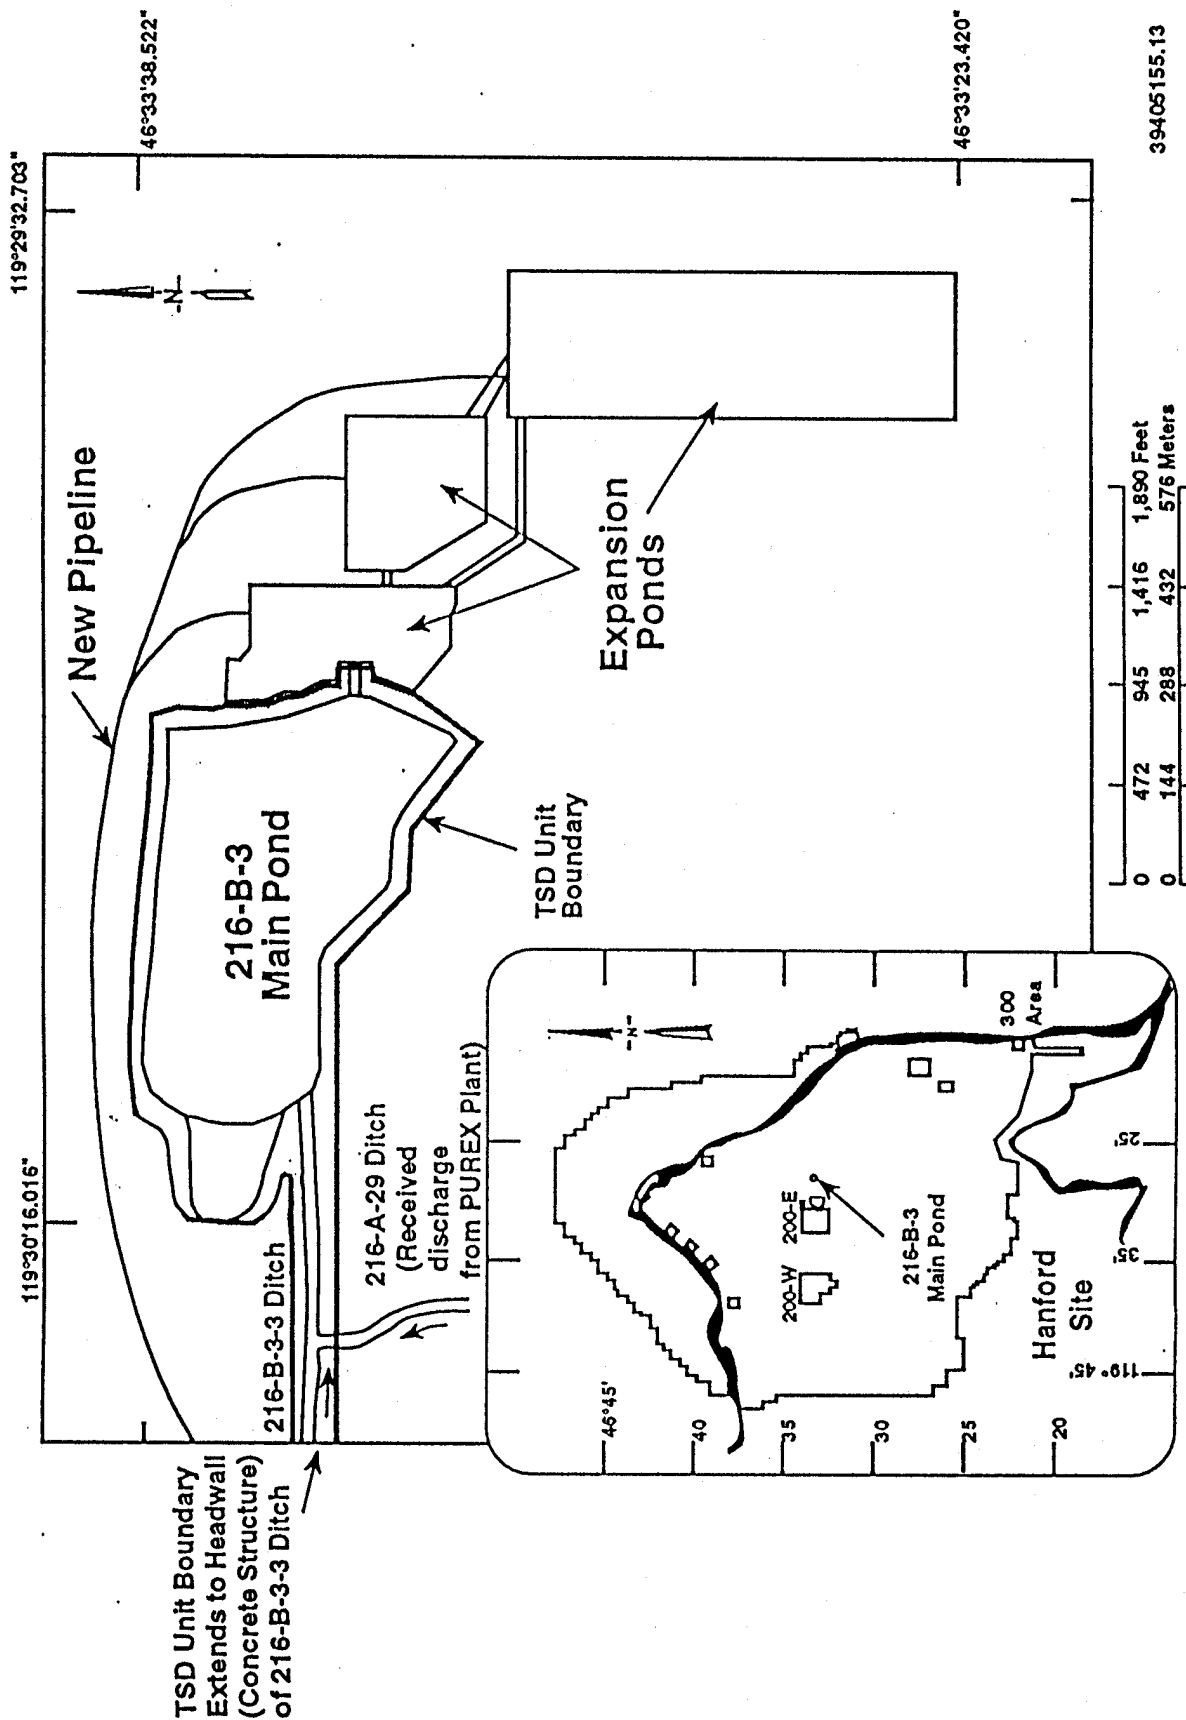 119°30'16.016"
119°29'32.703"
46°33'38.522"
46°33'23.420"
New Pipeline
-N-
216-B-3
Main Pond
TSD Unit Boundary
Extends to Headwall
(Concrete Structure)
of 216-B-3-3 Ditch
216-B-3-3 Ditch
216-A-29 Ditch
(Received
discharge
from PUREX Plant)
TSD Unit
Boundary
Expansion
Ponds
46°45'
40
35
30
25
20
-N-
200-W
200-E
216-B-3
Main Pond
300
Area
Hanford
Site
119° 45'
35'
25'
0 472 945 1,416 1,890 Feet
0 144 288 432 576 Meters
39405155.13